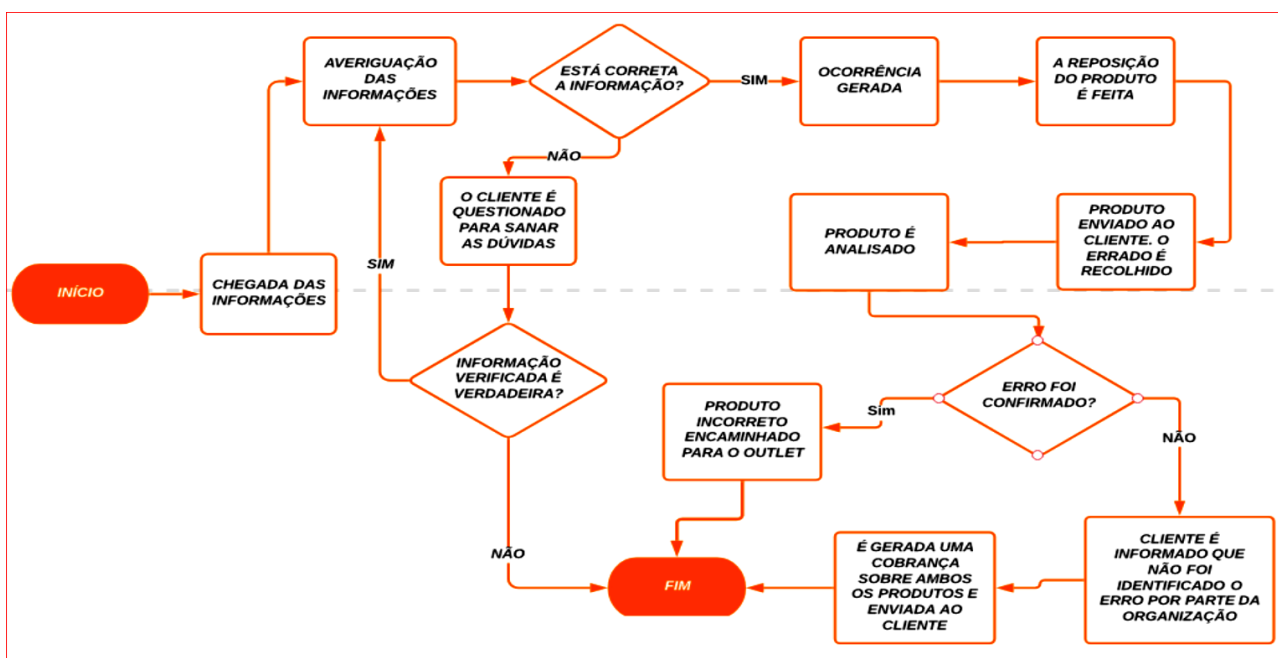 INÍCIO
CHEGADA DAS
INFORMAÇÕES
AVERIGUAÇÃO
DAS
INFORMAÇÕES
ESTÁ CORRETA
A INFORMAÇÃO?
SIM
OCORRÊNCIA
GERADA
A REPOSIÇÃO
DO PRODUTO
É FEITA
PRODUTO
ENVIADO AO
CLIENTE. O
ERRADO É
RECOLHIDO
PRODUTO É
ANALISADO
NÃO
O CLIENTE É
QUESTIONADO
PARA SANAR
AS DÚVIDAS
SIM
INFORMAÇÃO
VERIFICADA É
VERDADEIRA?
NÃO
ERRO FOI
CONFIRMADO?
Sim
PRODUTO
INCORRETO
ENCAMINHADO
PARA O OUTLET
NÃO
CLIENTE É
INFORMADO QUE
NÃO FOI
IDENTIFICADO O
ERRO POR PARTE DA
ORGANIZAÇÃO
É GERADA UMA
COBRANÇA
SOBRE AMBOS
OS PRODUTOS E
ENVIADA AO
CLIENTE
FIM